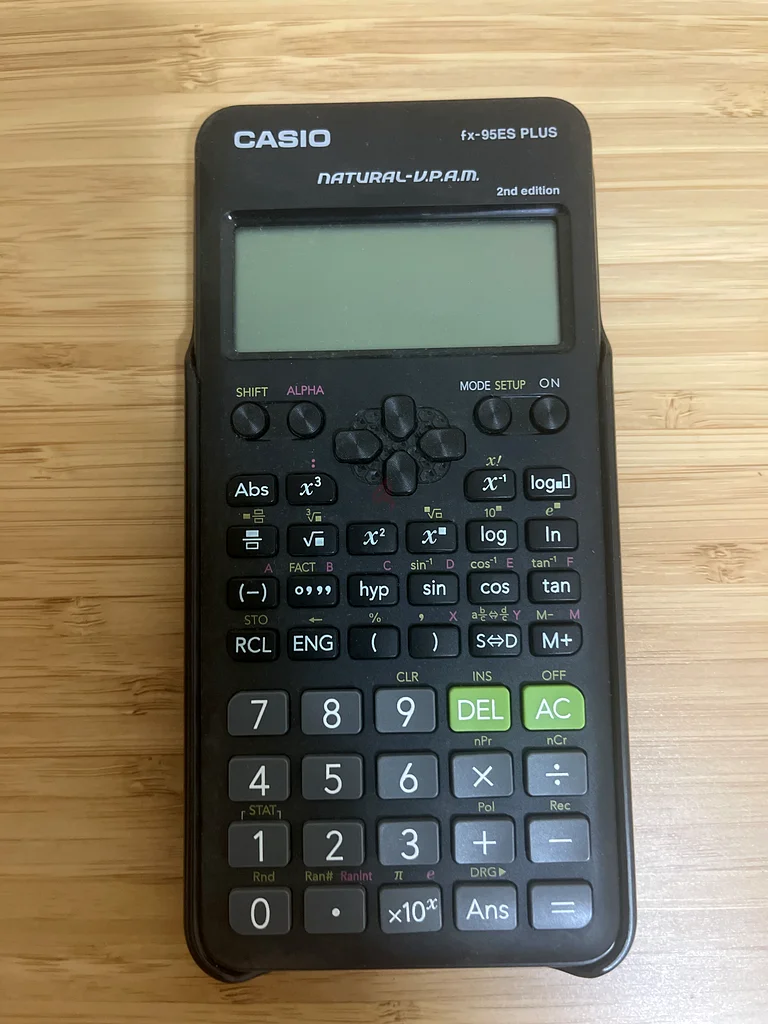 CASIO fx-95ES PLUS
NATURAL-V.P.A.M.
2nd edition
SHIFT ALPHA MODE SETUP ON
: x!
Abs x³ x⁻¹ log▪▯
▪▭/▭ ³√▫ ▫√▫ 10▪ e▪
▬/▭ √▪ x² x▪ log ln
A FACT B C sin⁻¹ D cos⁻¹ E tan⁻¹ F
(−) °,,, hyp sin cos tan
STO ← % , X a b/c⇔d/c Y M− M
RCL ENG ( ) S⇔D M+
CLR INS OFF
7 8 9 DEL AC
nPr nCr
4 5 6 × ÷
STAT Pol Rec
1 2 3 + −
Rnd Ran# RanInt π e DRG▶
0 . ×10ˣ Ans =